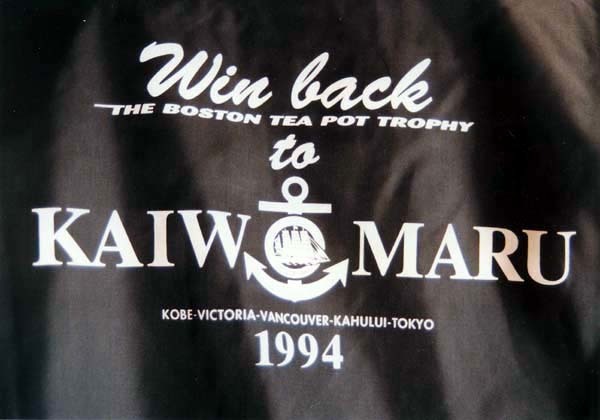 Win back
THE BOSTON TEA POT TROPHY
to
KAIWO MARU
KOBE-VICTORIA-VANCOUVER-KAHULUI-TOKYO
1994